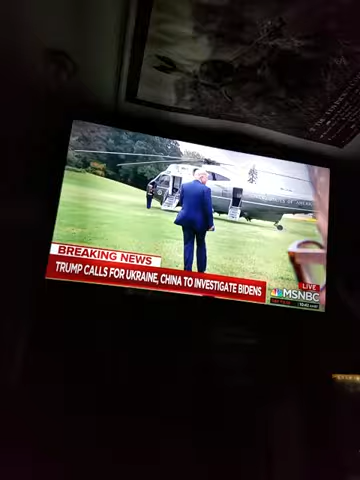 BREAKING NEWS
TRUMP CALLS FOR UKRAINE, CHINA TO INVESTIGATE BIDENS
LIVE
MSNBC